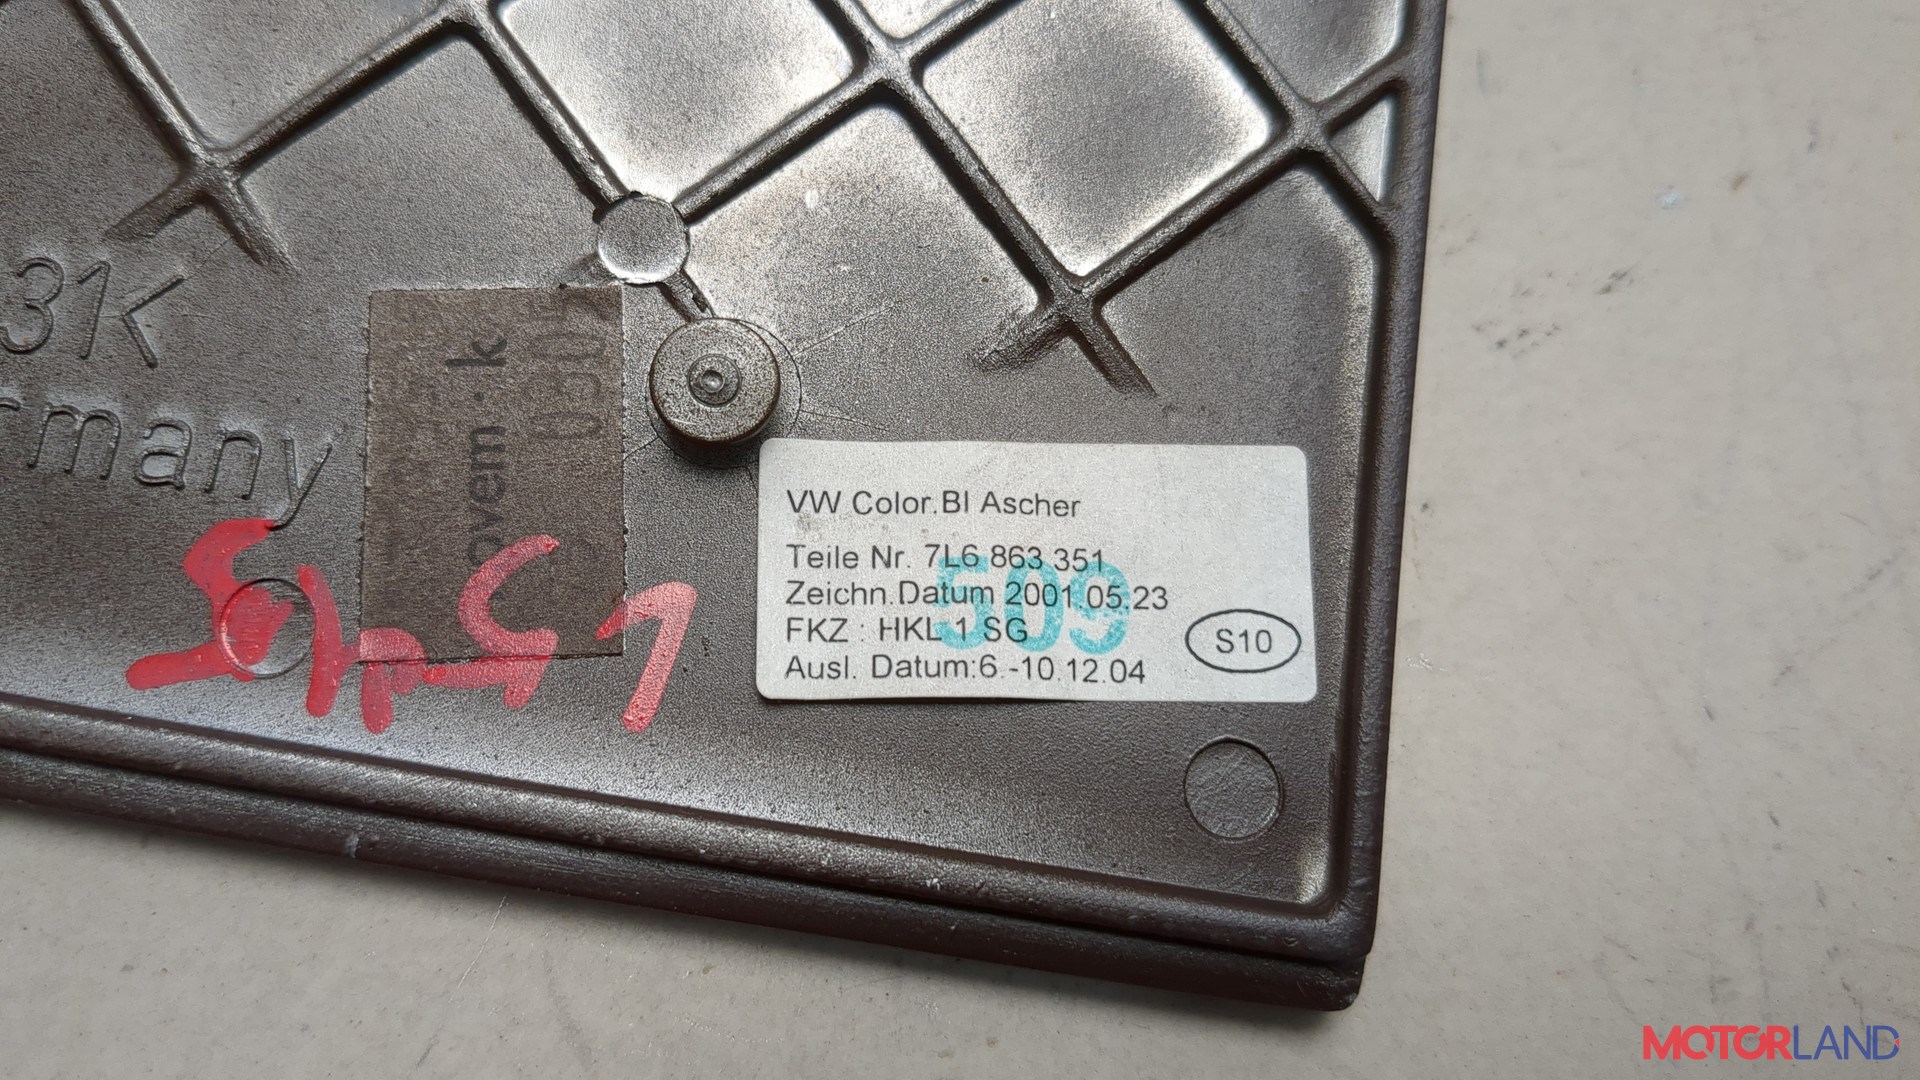 31K
rmany
ovem : k
VW Color.Bl Ascher
Teile Nr. 7L6 863 351
Zeichn.Datum 2001.05.23
FKZ : HKL 1 SG
Ausl. Datum:6.-10.12.04
S10
509
MOTORLAND